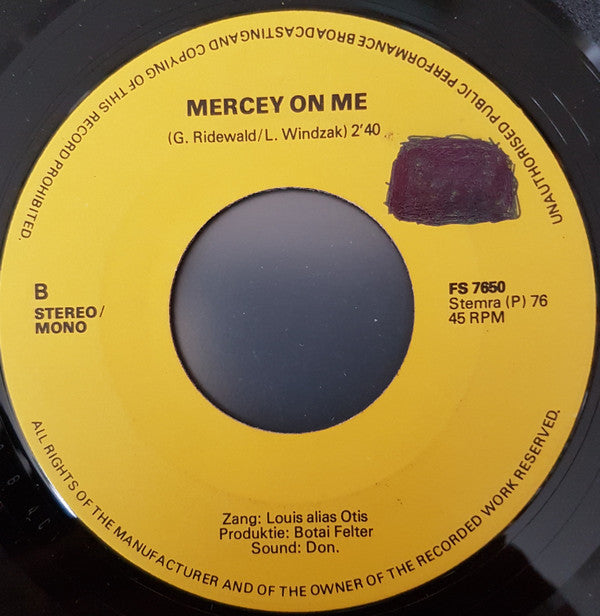 UNAUTHORISED PUBLIC PERFORMANCE BROADCASTINGAND COPYING OF THIS RECORD PROHIBITED.
MERCEY ON ME
(G. Ridewald/L. Windzak) 2'40
B
STEREO/
MONO
FS 7650
Stemra (P) 76
45 RPM
Zang: Louis alias Otis
Produktie: Botai Felter
Sound: Don.
ALL RIGHTS OF THE MANUFACTURER AND OF THE OWNER OF THE RECORDED WORK RESERVED.